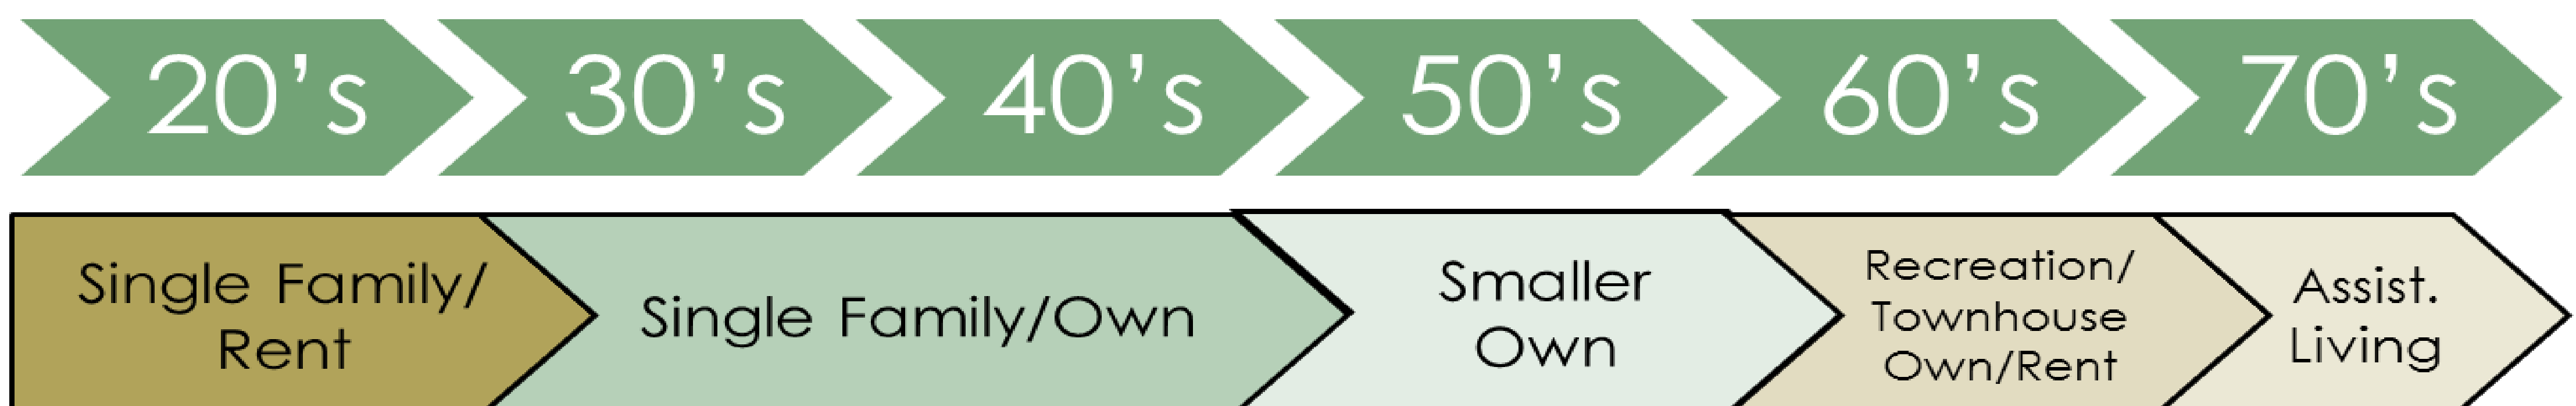 20's 30's 40's 50's 60's 70's
Single Family/
Rent
Single Family/Own
Smaller
Own
Recreation/
Townhouse
Own/Rent
Assist.
Living